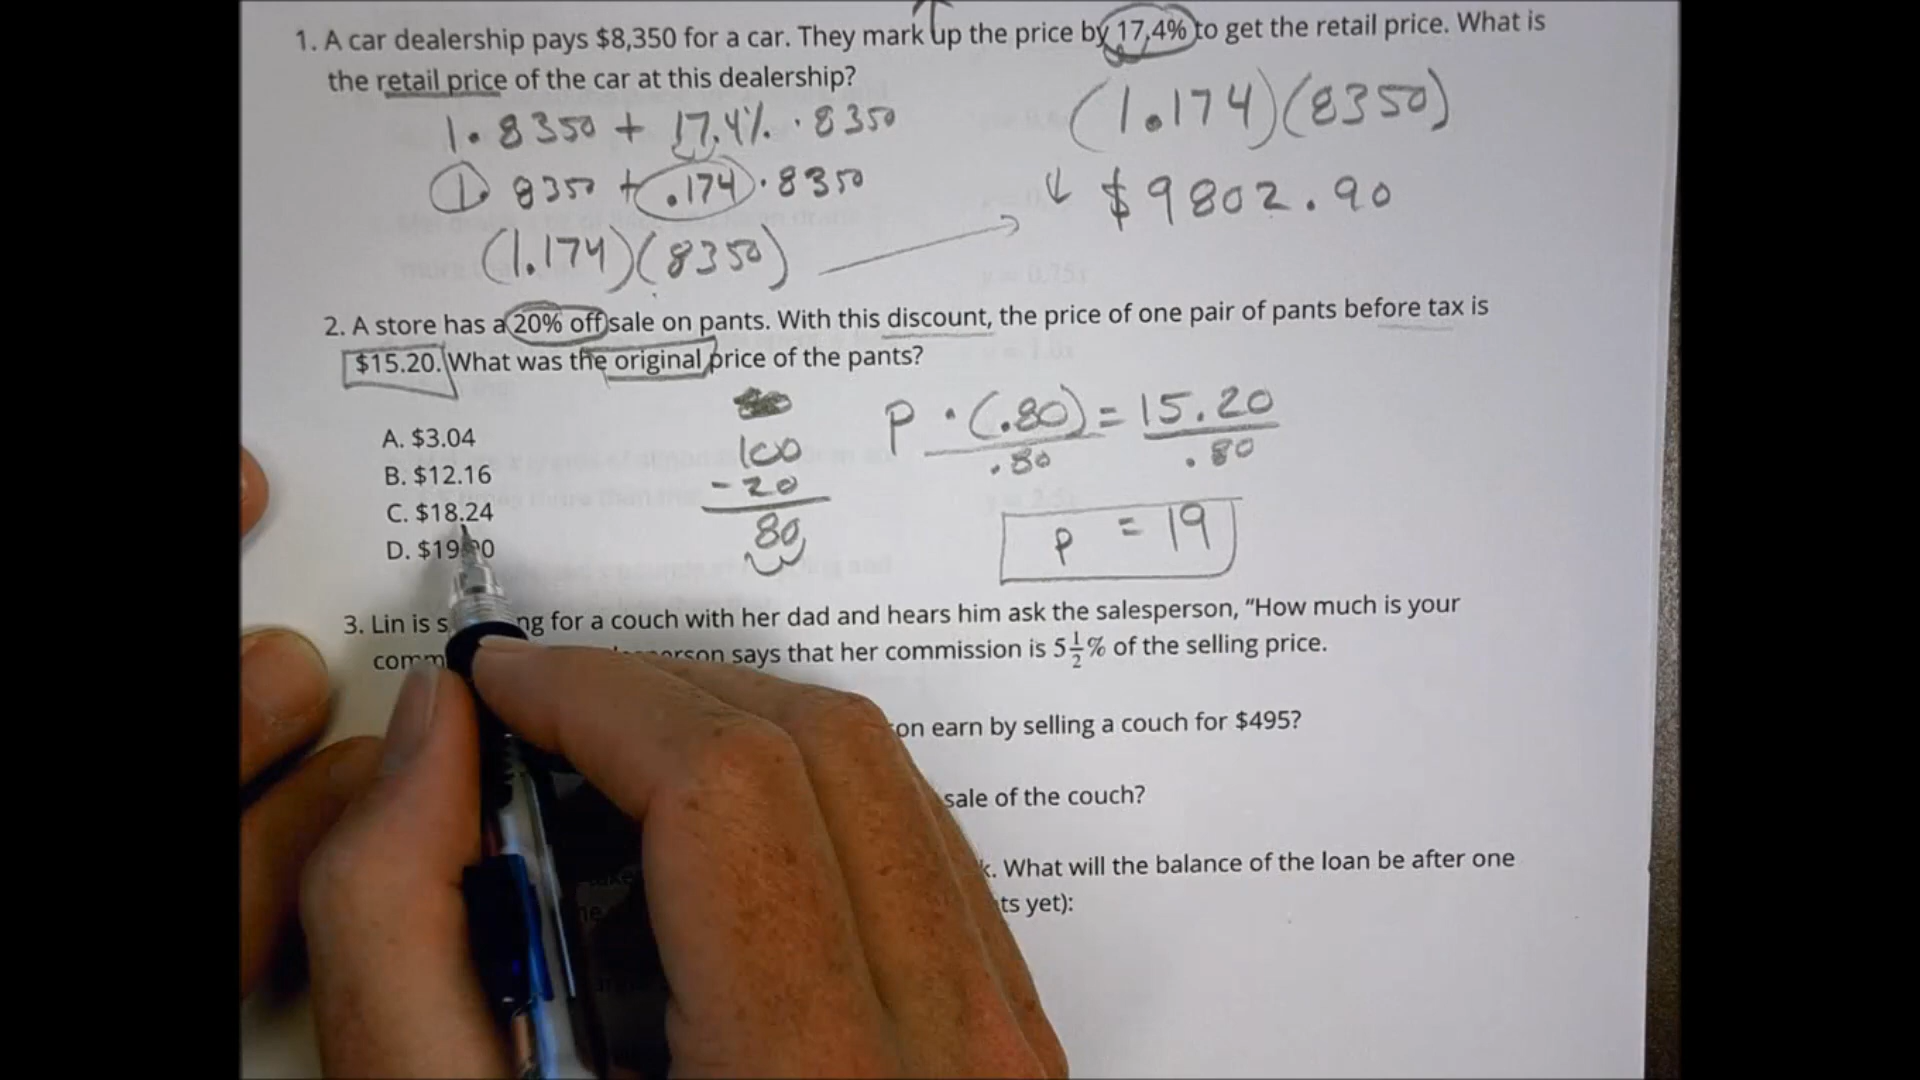 1. A car dealership pays $8,350 for a car. They mark up the price by 17.4% to get the retail price. What is
the retail price of the car at this dealership?
1 · 8350 + 17.4% · 8350
1. 8350 + .174 · 8350
(1.174)(8350)
(1.174)(8350)
$9802.90
2. A store has a 20% off sale on pants. With this discount, the price of one pair of pants before tax is
$15.20. What was the original price of the pants?
A. $3.04
B. $12.16
C. $18.24
D. $19
100
- 20
80
P · (.80) = 15.20
.80 .80
P = 19
3. Lin is for a couch with her dad and hears him ask the salesperson, “How much is your
says that her commission is 5 1/2 % of the selling price.
earn by selling a couch for $495?
sale of the couch?
What will the balance of the loan be after one
yet):